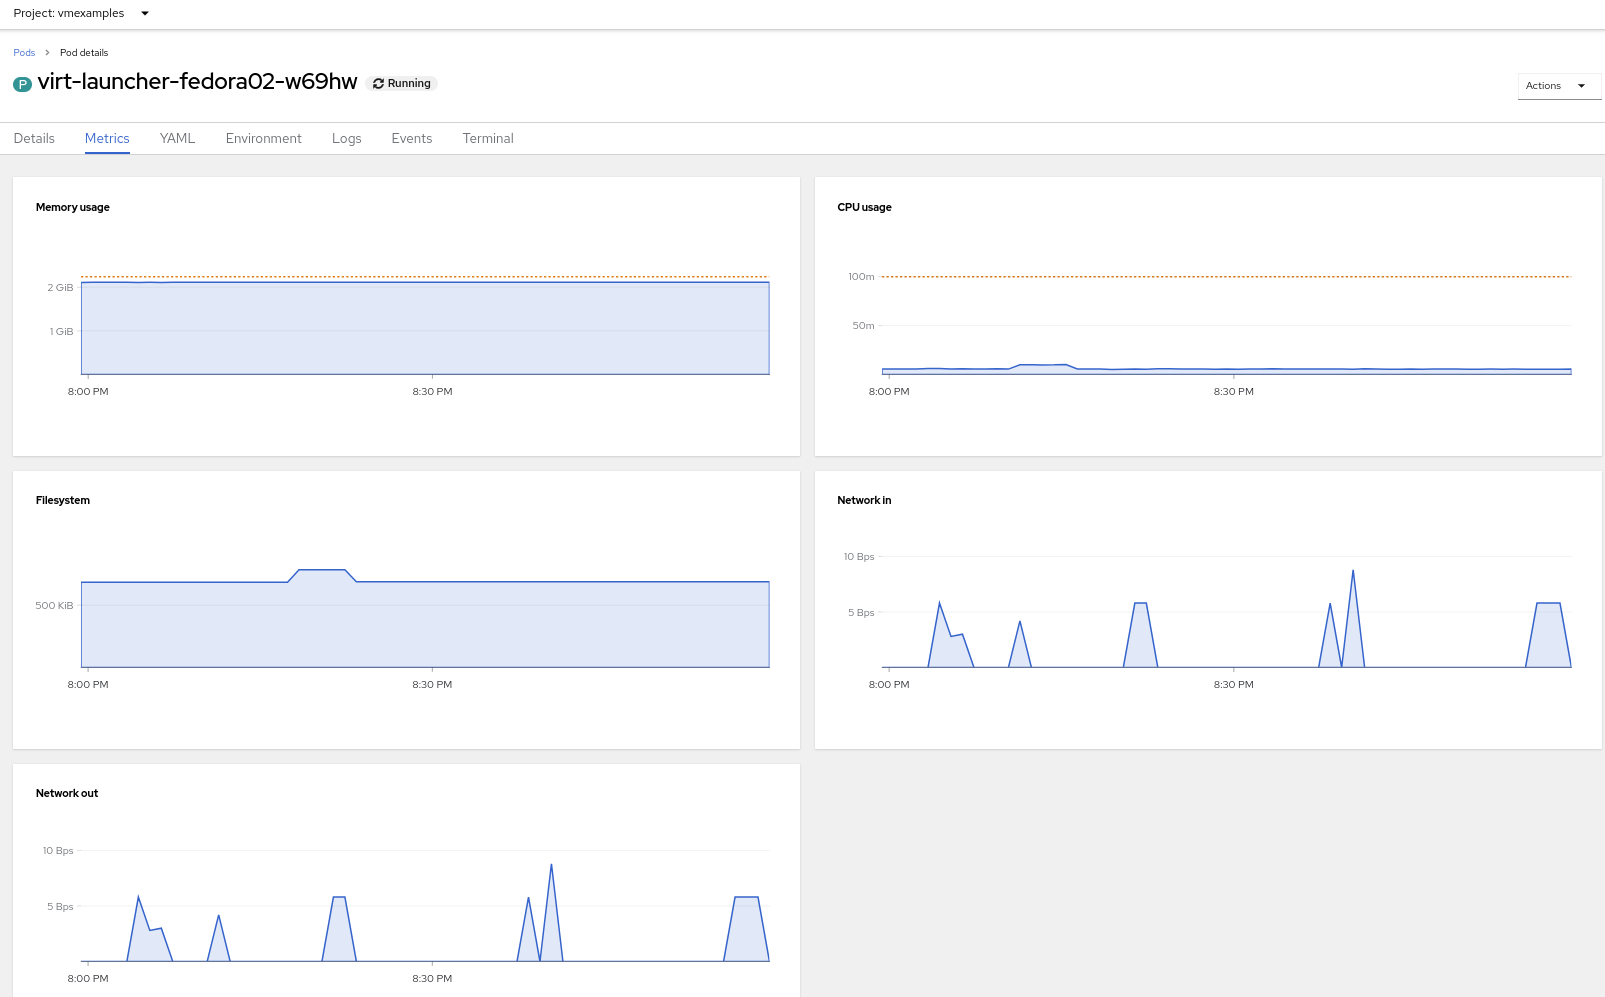 Project: vmexamples
Pods > Pod details
P virt-launcher-fedora02-w69hw Running
Actions
Details Metrics YAML Environment Logs Events Terminal
Memory usage
2 GiB
1 GiB
8:00 PM 8:30 PM
CPU usage
100m
50m
8:00 PM 8:30 PM
Filesystem
500 KiB
8:00 PM 8:30 PM
Network in
10 Bps
5 Bps
8:00 PM 8:30 PM
Network out
10 Bps
5 Bps
8:00 PM 8:30 PM